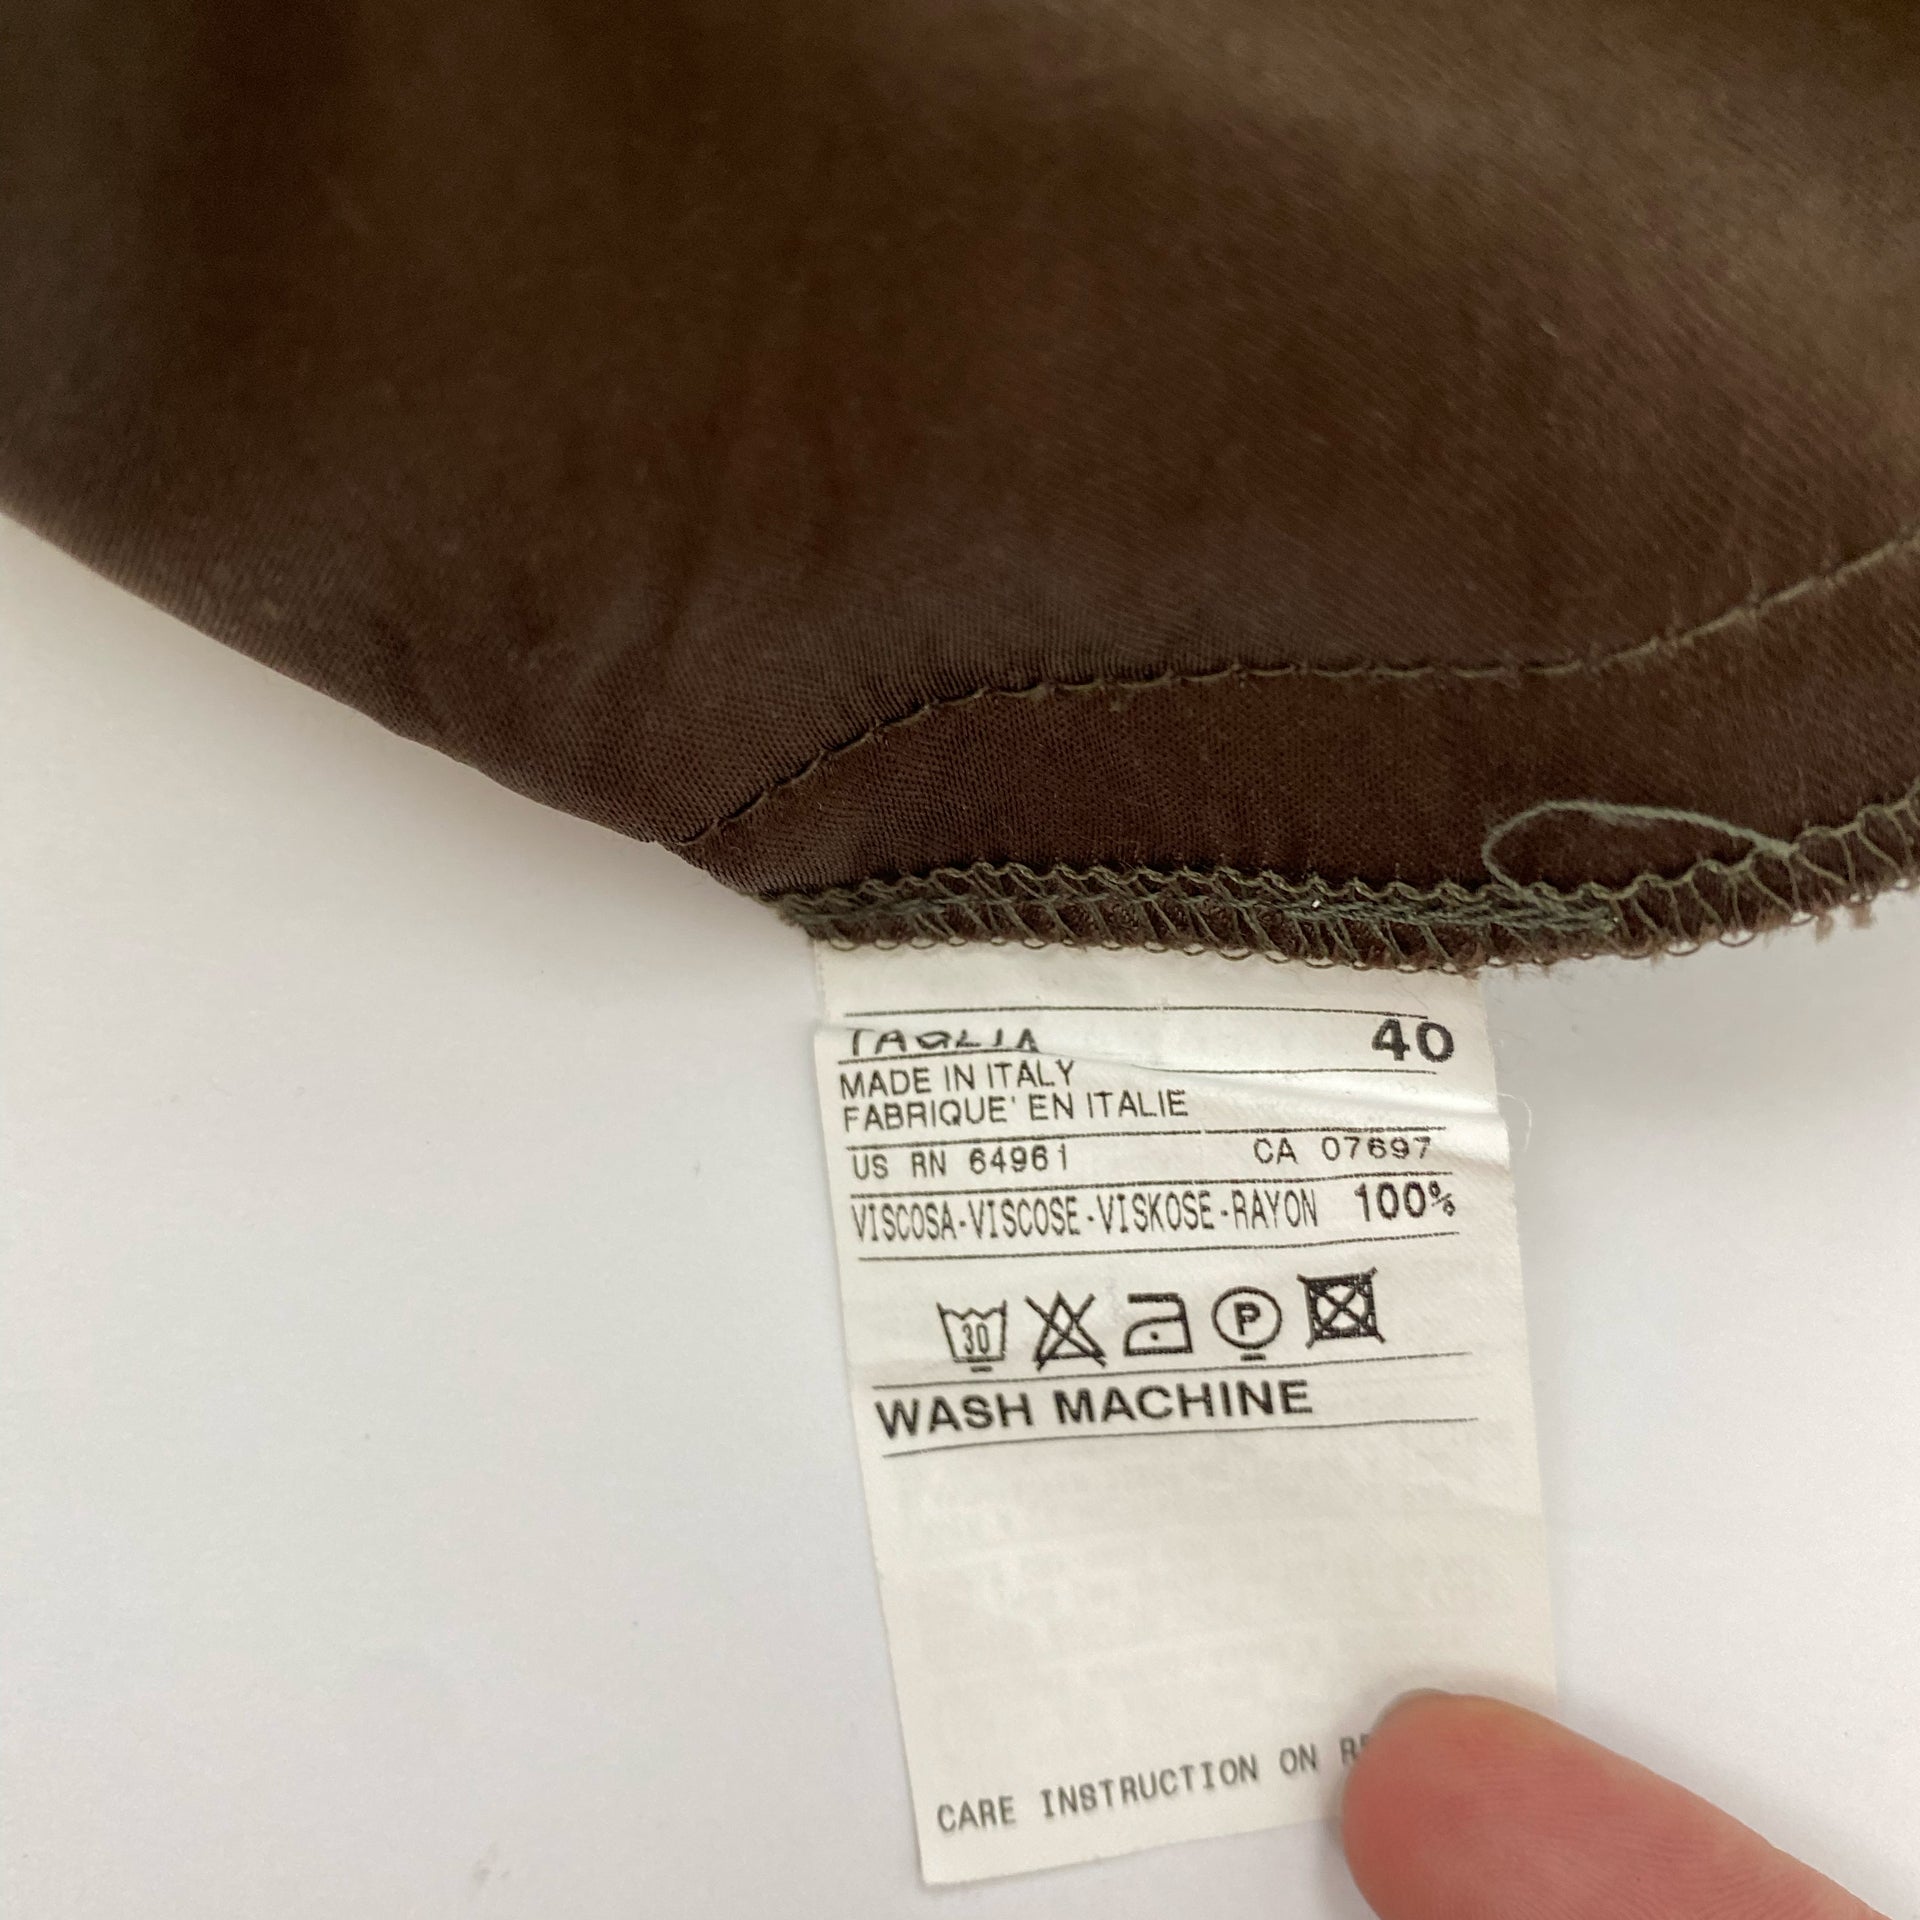 TAGLIA 40
MADE IN ITALY
FABRIQUE' EN ITALIE
US RN 64961 CA 07697
VISCOSA-VISCOSE-VISKOSE-RAYON 100%
30 P
WASH MACHINE
CARE INSTRUCTION ON